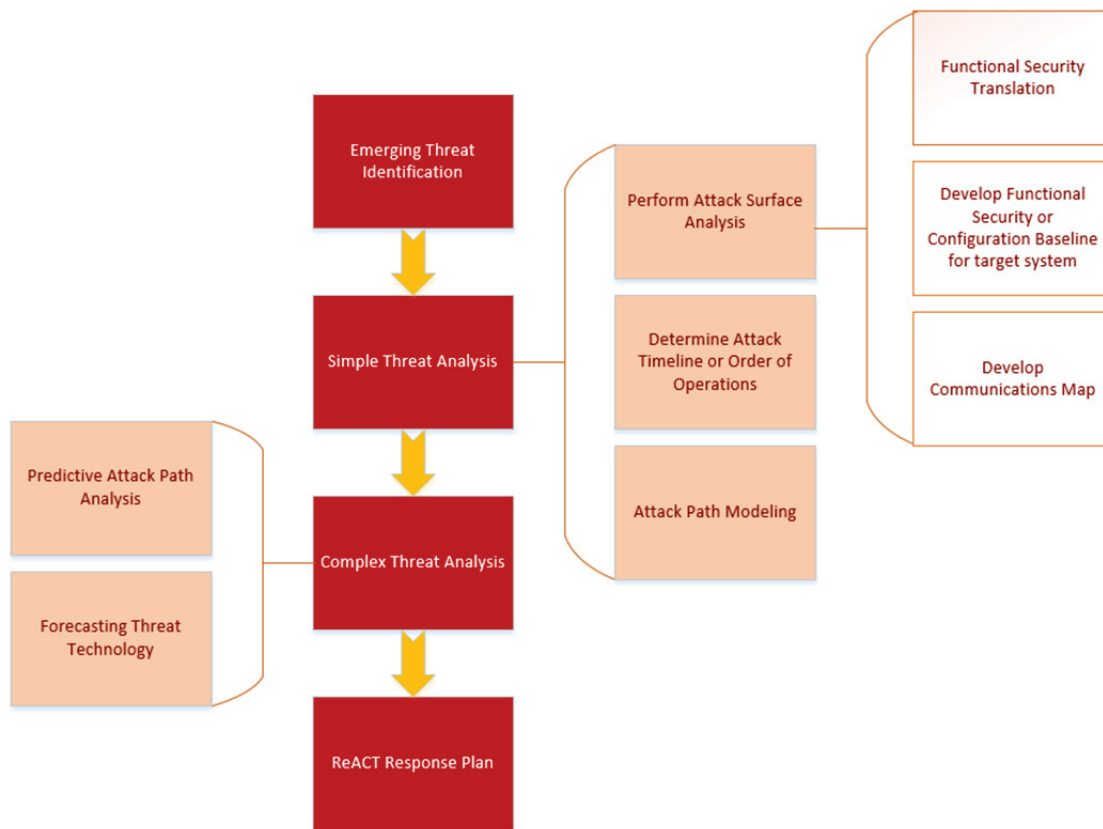 Emerging Threat
Identification
Simple Threat Analysis
Complex Threat Analysis
ReACT Response Plan
Perform Attack Surface
Analysis
Determine Attack
Timeline or Order of
Operations
Attack Path Modeling
Functional Security
Translation
Develop Functional
Security or
Configuration Baseline
for target system
Develop
Communications Map
Predictive Attack Path
Analysis
Forecasting Threat
Technology